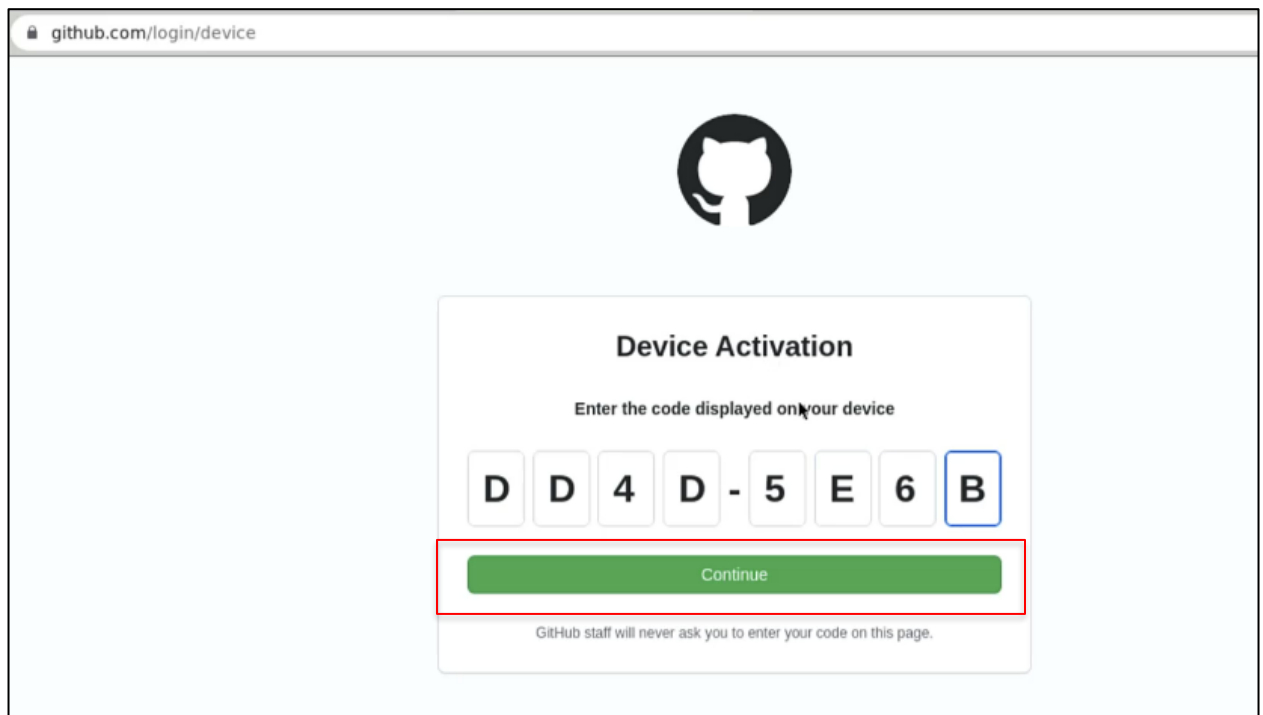 github.com/login/device
Device Activation
Enter the code displayed on your device
D D 4 D - 5 E 6 B
Continue
GitHub staff will never ask you to enter your code on this page.